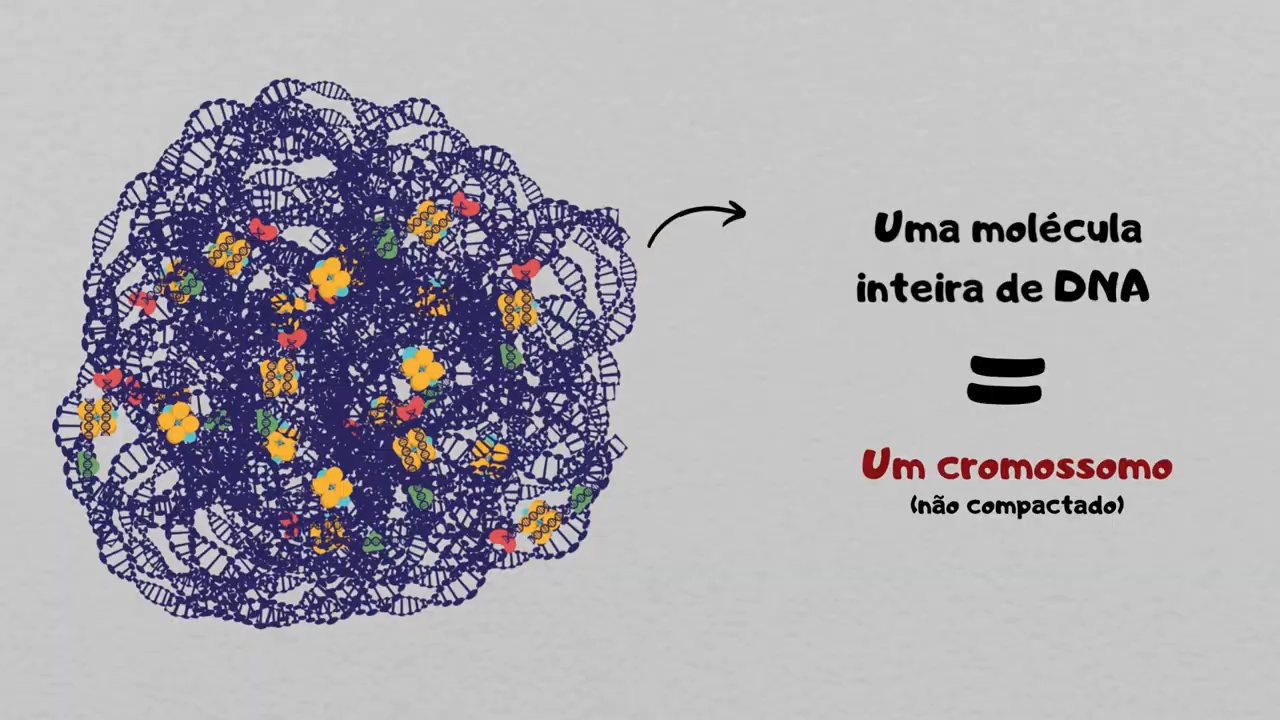 Uma molécula
inteira de DNA
=
Um cromossomo
(não compactado)